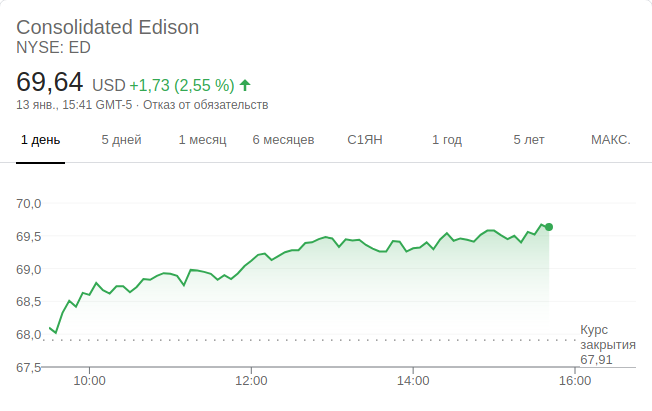 Consolidated Edison
NYSE: ED
69,64 USD +1,73 (2,55 %)
13 янв., 15:41 GMT-5 · Отказ от обязательств
1 день 5 дней 1 месяц 6 месяцев С1ЯН 1 год 5 лет МАКС.
70,0
69,5
69,0
68,5
68,0
67,5
Курс
закрытия
67,91
10:00 12:00 14:00 16:00